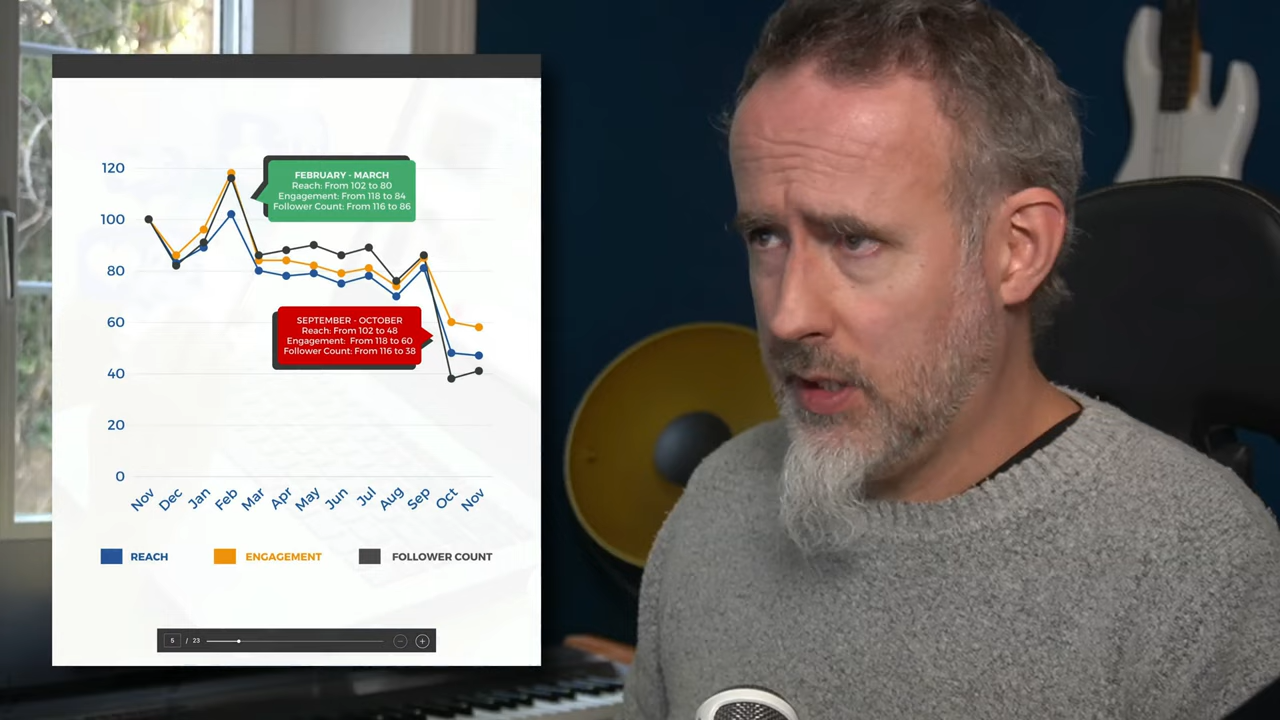 120
100
80
60
40
20
0
FEBRUARY - MARCH
Reach: From 102 to 80
Engagement: From 118 to 84
Follower Count: From 116 to 86
SEPTEMBER - OCTOBER
Reach: From 102 to 48
Engagement: From 118 to 60
Follower Count: From 116 to 38
Nov Dec Jan Feb Mar Apr May Jun Jul Aug Sep Oct Nov
REACH ENGAGEMENT FOLLOWER COUNT
5 / 23